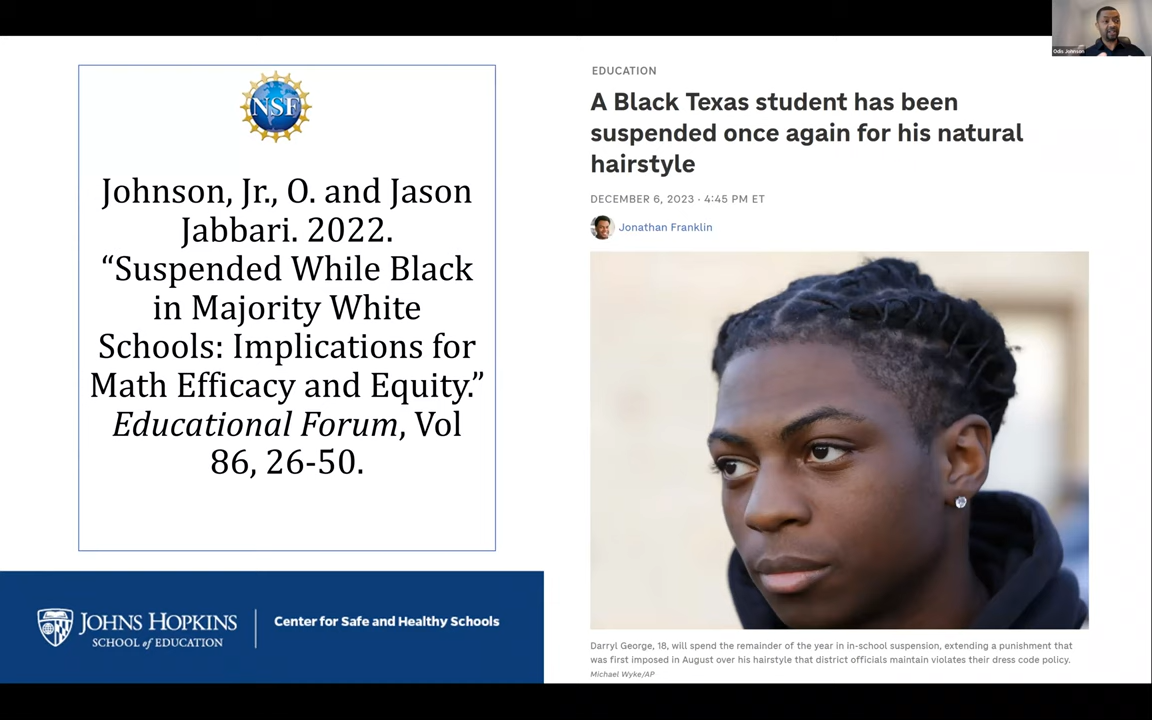 Odis Johnson
NSF
Johnson, Jr., O. and Jason
Jabbari. 2022.
“Suspended While Black
in Majority White
Schools: Implications for
Math Efficacy and Equity.”
Educational Forum, Vol
86, 26-50.
JOHNS HOPKINS
SCHOOL of EDUCATION
Center for Safe and Healthy Schools
EDUCATION
A Black Texas student has been
suspended once again for his natural
hairstyle
DECEMBER 6, 2023 · 4:45 PM ET
Jonathan Franklin
Darryl George, 18, will spend the remainder of the year in in-school suspension, extending a punishment that
was first imposed in August over his hairstyle that district officials maintain violates their dress code policy.
Michael Wyke/AP